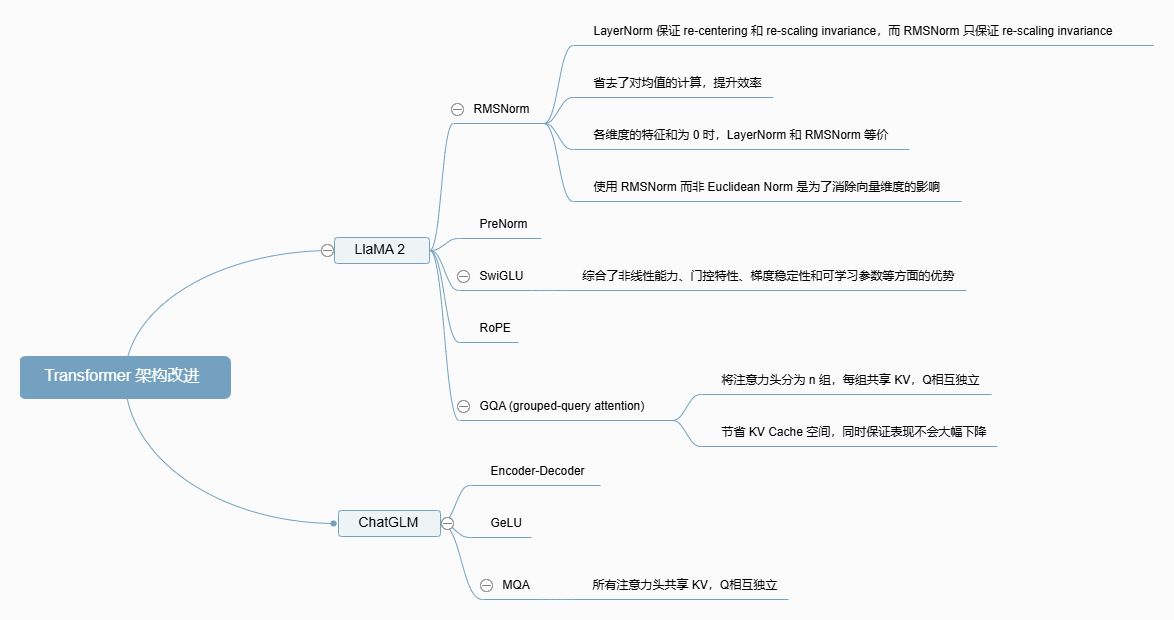 Transformer 架构改进
LlaMA 2
RMSNorm
LayerNorm 保证 re-centering 和 re-scaling invariance，而 RMSNorm 只保证 re-scaling invariance
省去了对均值的计算，提升效率
各维度的特征和为 0 时，LayerNorm 和 RMSNorm 等价
使用 RMSNorm 而非 Euclidean Norm 是为了消除向量维度的影响
PreNorm
SwiGLU
综合了非线性能力、门控特性、梯度稳定性和可学习参数等方面的优势
RoPE
GQA (grouped-query attention)
将注意力头分为 n 组，每组共享 KV，Q相互独立
节省 KV Cache 空间，同时保证表现不会大幅下降
ChatGLM
Encoder-Decoder
GeLU
MQA
所有注意力头共享 KV，Q相互独立